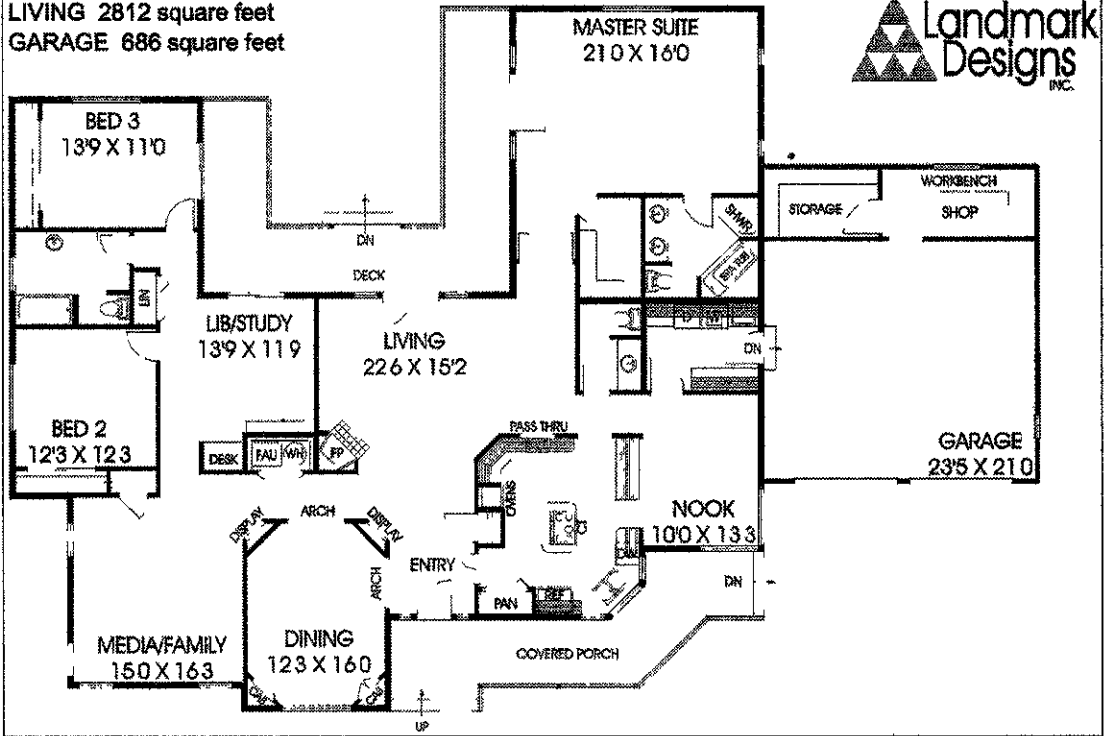 LIVING 2812 square feet
GARAGE 686 square feet
Landmark
Designs
INC.
MASTER SUITE
21'0 X 16'0
BED 3
13'9 X 11'0
WORKBENCH
STORAGE
SHOP
SHWR
SPA TUB
DN
DECK
LIN
LIB/STUDY
13'9 X 11 9
LIVING
22 6 X 15'2
D
W
DN
BED 2
12'3 X 12 3
DESK
FAU
WH
FP
PASS THRU
GARAGE
23'5 X 21 0
OVENS
NOOK
10'0 X 13 3
DISPLAY
ARCH
DISPLAY
ENTRY
ARCH
DW
DN
PAN
REF
MEDIA/FAMILY
15 0 X 16 3
DINING
12 3 X 16 0
COVERED PORCH
CAB
CAB
UP